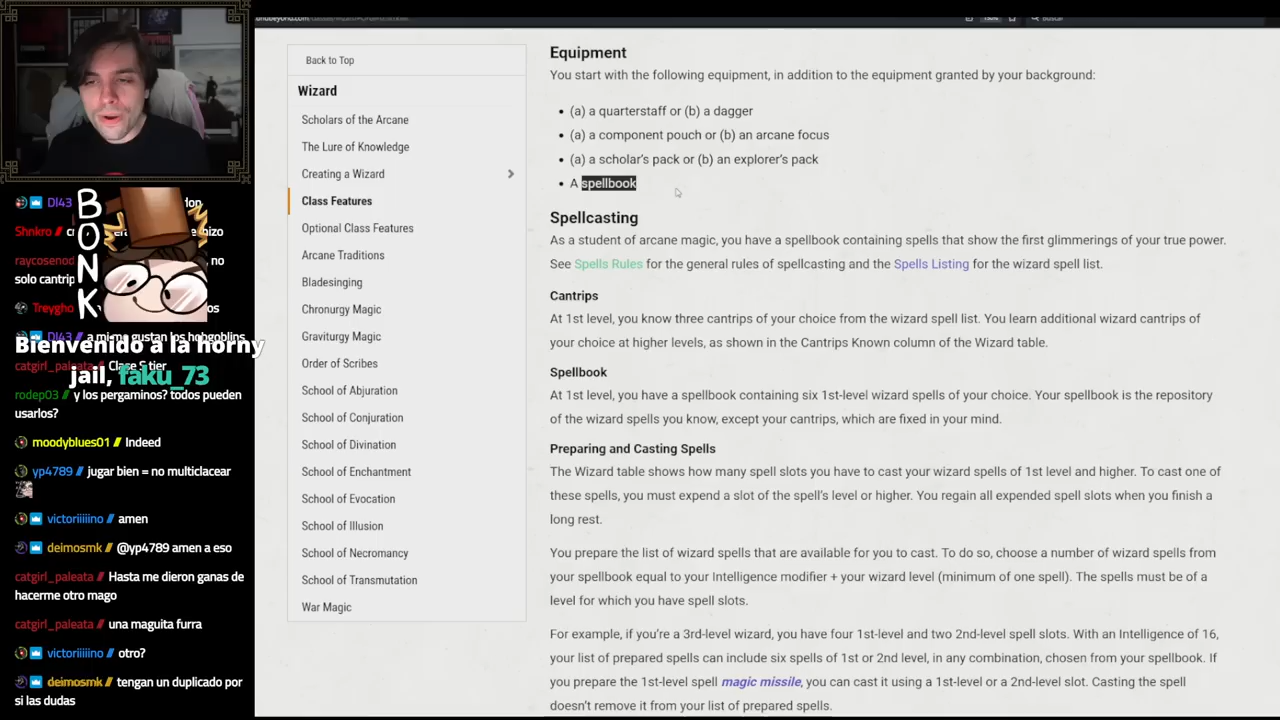 Back to Top
Wizard
Scholars of the Arcane
The Lure of Knowledge
Creating a Wizard
Class Features
Optional Class Features
Arcane Traditions
Bladesinging
Chronurgy Magic
Graviturgy Magic
Order of Scribes
School of Abjuration
School of Conjuration
School of Divination
School of Enchantment
School of Evocation
School of Illusion
School of Necromancy
School of Transmutation
War Magic
Equipment
You start with the following equipment, in addition to the equipment granted by your background:
• (a) a quarterstaff or (b) a dagger
• (a) a component pouch or (b) an arcane focus
• (a) a scholar's pack or (b) an explorer's pack
• A spellbook
Spellcasting
As a student of arcane magic, you have a spellbook containing spells that show the first glimmerings of your true power.
See Spells Rules for the general rules of spellcasting and the Spells Listing for the wizard spell list.
Cantrips
At 1st level, you know three cantrips of your choice from the wizard spell list. You learn additional wizard cantrips of
your choice at higher levels, as shown in the Cantrips Known column of the Wizard table.
Spellbook
At 1st level, you have a spellbook containing six 1st-level wizard spells of your choice. Your spellbook is the repository
of the wizard spells you know, except your cantrips, which are fixed in your mind.
Preparing and Casting Spells
The Wizard table shows how many spell slots you have to cast your wizard spells of 1st level and higher. To cast one of
these spells, you must expend a slot of the spell's level or higher. You regain all expended spell slots when you finish a
long rest.
You prepare the list of wizard spells that are available for you to cast. To do so, choose a number of wizard spells from
your spellbook equal to your Intelligence modifier + your wizard level (minimum of one spell). The spells must be of a
level for which you have spell slots.
For example, if you're a 3rd-level wizard, you have four 1st-level and two 2nd-level spell slots. With an Intelligence of 16,
your list of prepared spells can include six spells of 1st or 2nd level, in any combination, chosen from your spellbook. If
you prepare the 1st-level spell magic missile, you can cast it using a 1st-level or a 2nd-level slot. Casting the spell
doesn't remove it from your list of prepared spells.
BONK
Dl43
Shnkro
no
solo cantrip
Dl43 // a mi me gustan los hobgoblins
Bienvenido a la horny
jail, faku_73
catgirl_paleata // Clase S tier
rodep03 // y los pergaminos? todos pueden
usarlos?
moodyblues01 // Indeed
yp4789 // jugar bien = no multiclacear
victoriiiiino // amen
deimosmk // @yp4789 amen a eso
catgirl_paleata // Hasta me dieron ganas de
hacerme otro mago
catgirl_paleata // una maguita furra
victoriiiiino // otro?
deimosmk // tengan un duplicado por
si las dudas